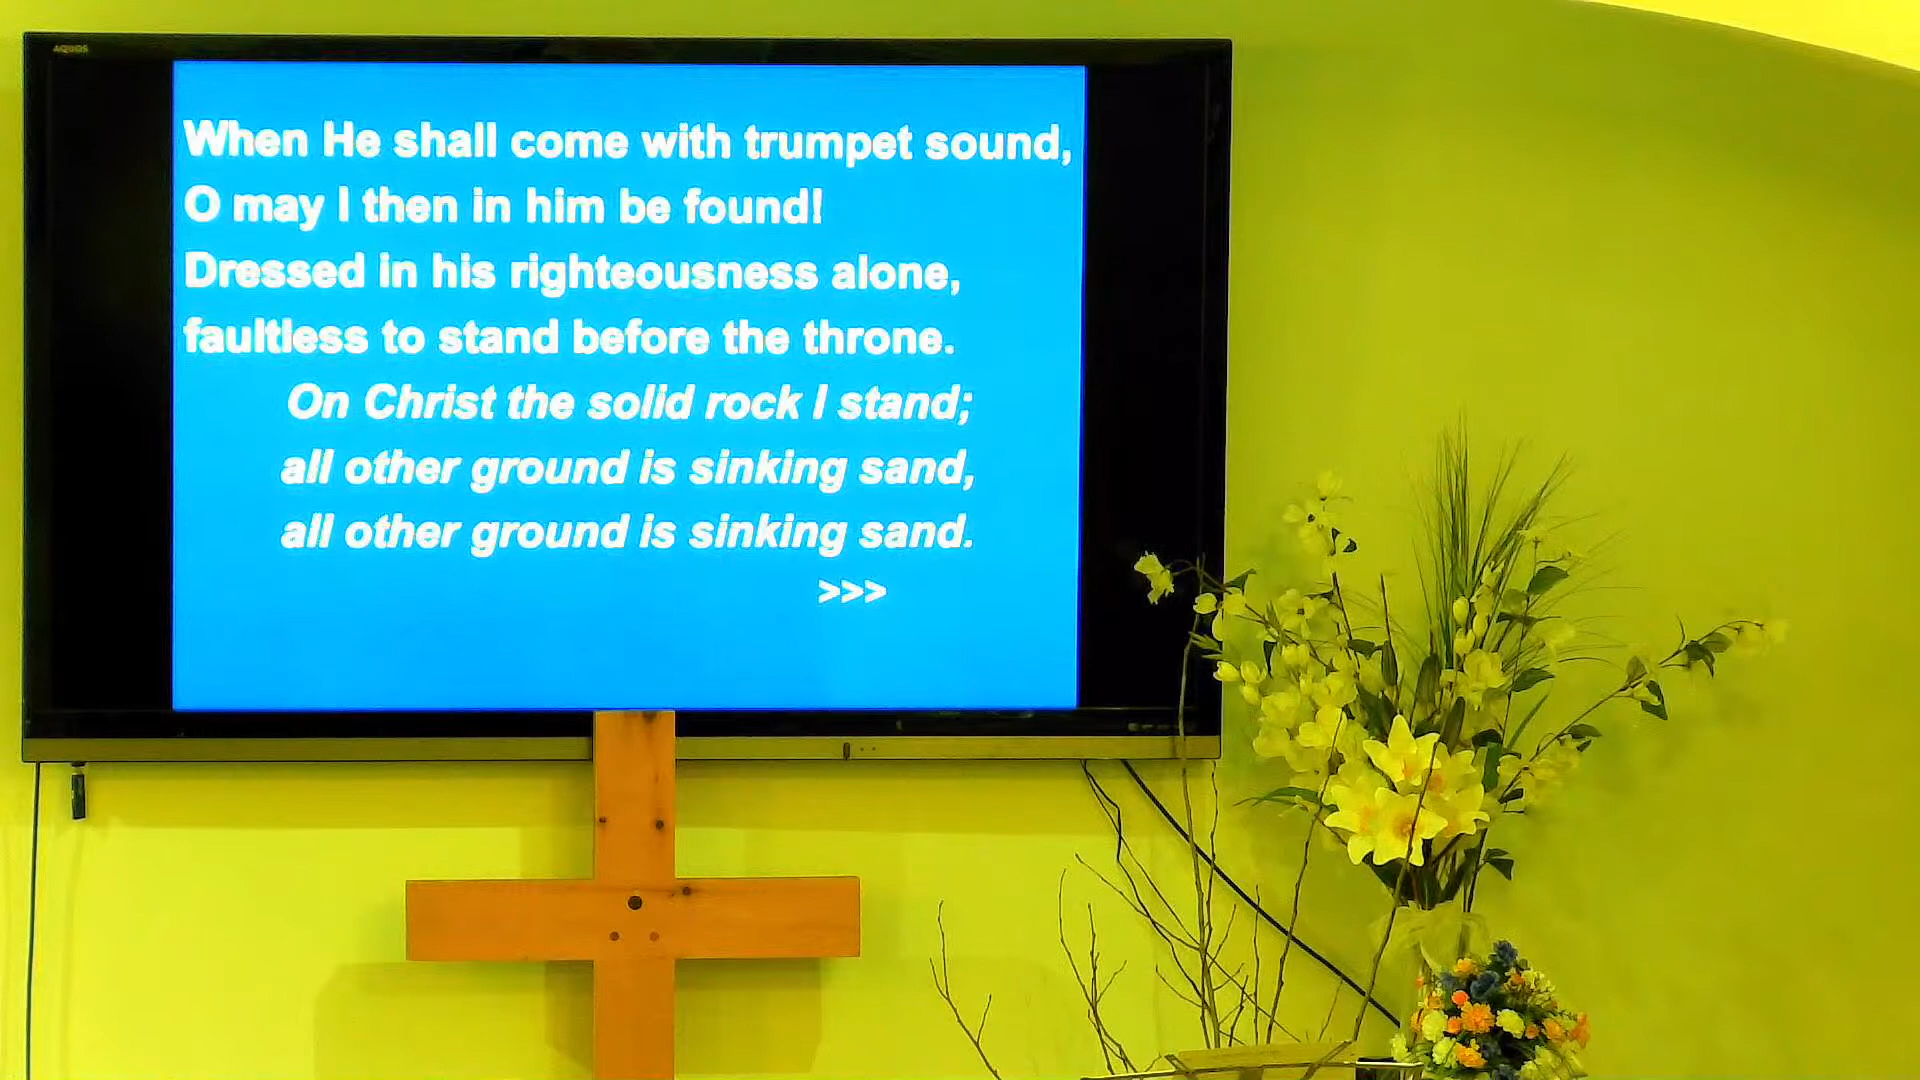 AQUOS
When He shall come with trumpet sound,
O may I then in him be found!
Dressed in his righteousness alone,
faultless to stand before the throne.
On Christ the solid rock I stand;
all other ground is sinking sand,
all other ground is sinking sand.
>>>